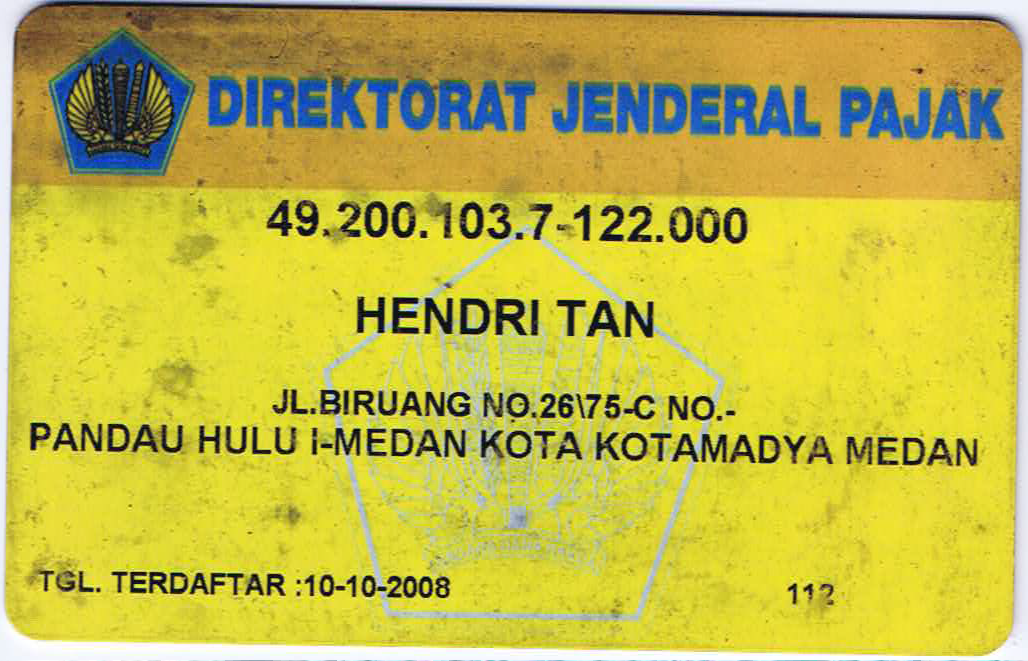 DIREKTORAT JENDERAL PAJAK
49.200.103.7-122.000
HENDRI TAN
JL.BIRUANG NO.26\75-C NO.-
PANDAU HULU I-MEDAN KOTA KOTAMADYA MEDAN
TGL. TERDAFTAR :10-10-2008
112